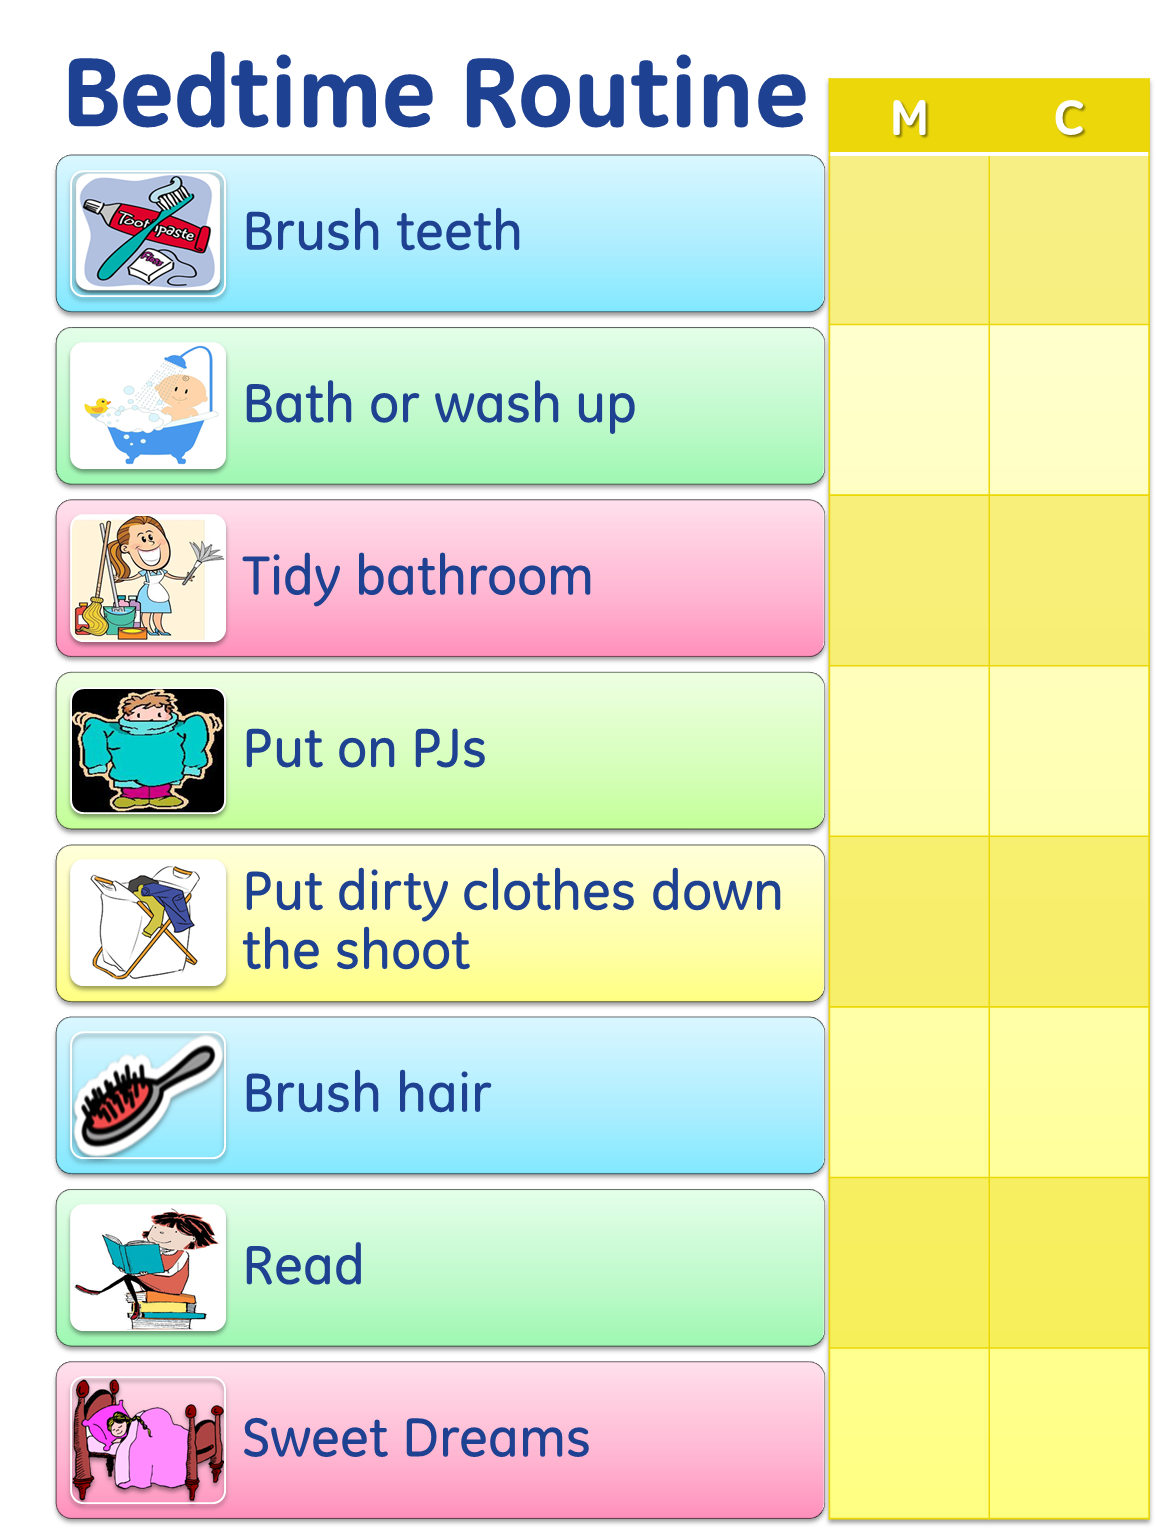 Bedtime Routine
M C
Toothpaste
Floss
Brush teeth
Bath or wash up
Tidy bathroom
Put on PJs
Put dirty clothes down
the shoot
Brush hair
Read
Sweet Dreams